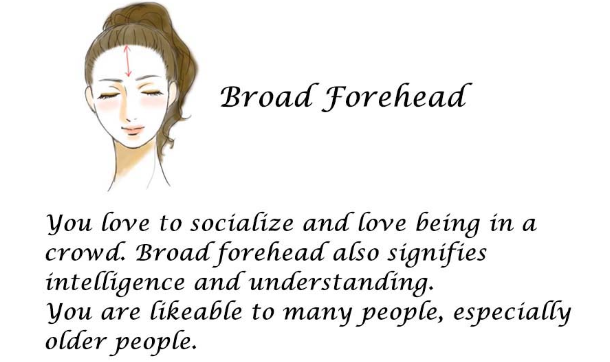 Broad Forehead
You love to socialize and love being in a
crowd. Broad forehead also signifies
intelligence and understanding.
You are likeable to many people, especially
older people.